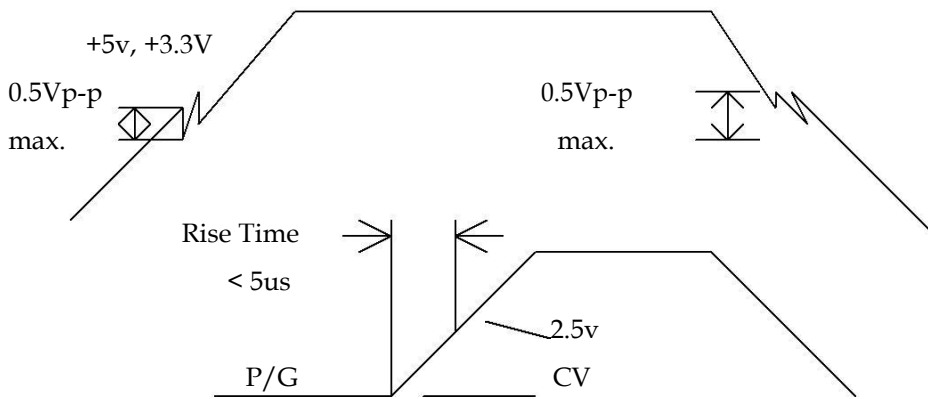 +5v, +3.3V
0.5Vp-p
max.
0.5Vp-p
max.
Rise Time
< 5us
2.5v
P/G
CV